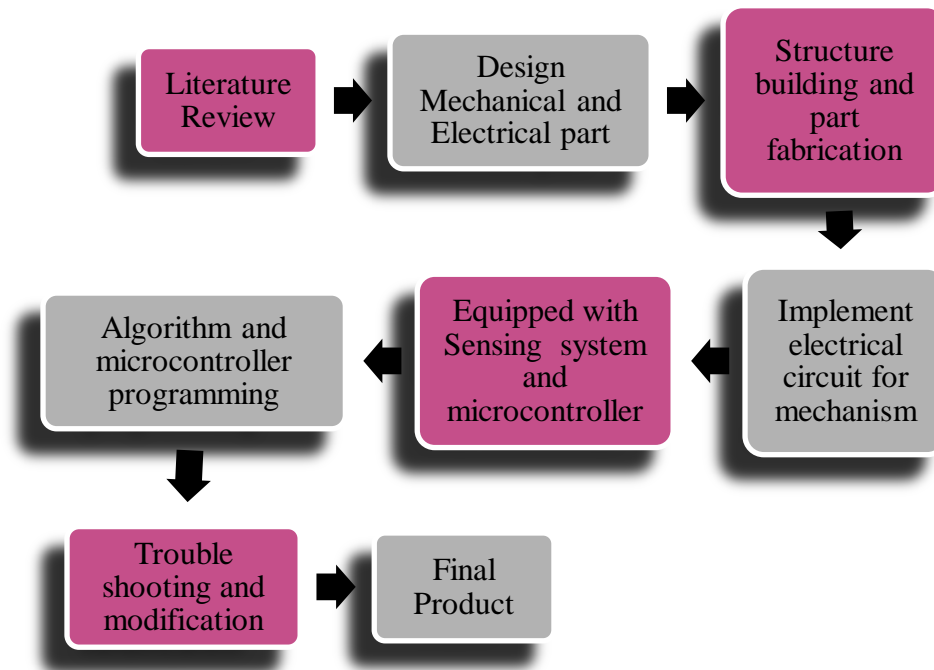 Literature
Review
Design
Mechanical and
Electrical part
Structure
building and
part
fabrication
Implement
electrical
circuit for
mechanism
Equipped with
Sensing system
and
microcontroller
Algorithm and
microcontroller
programming
Trouble
shooting and
modification
Final
Product